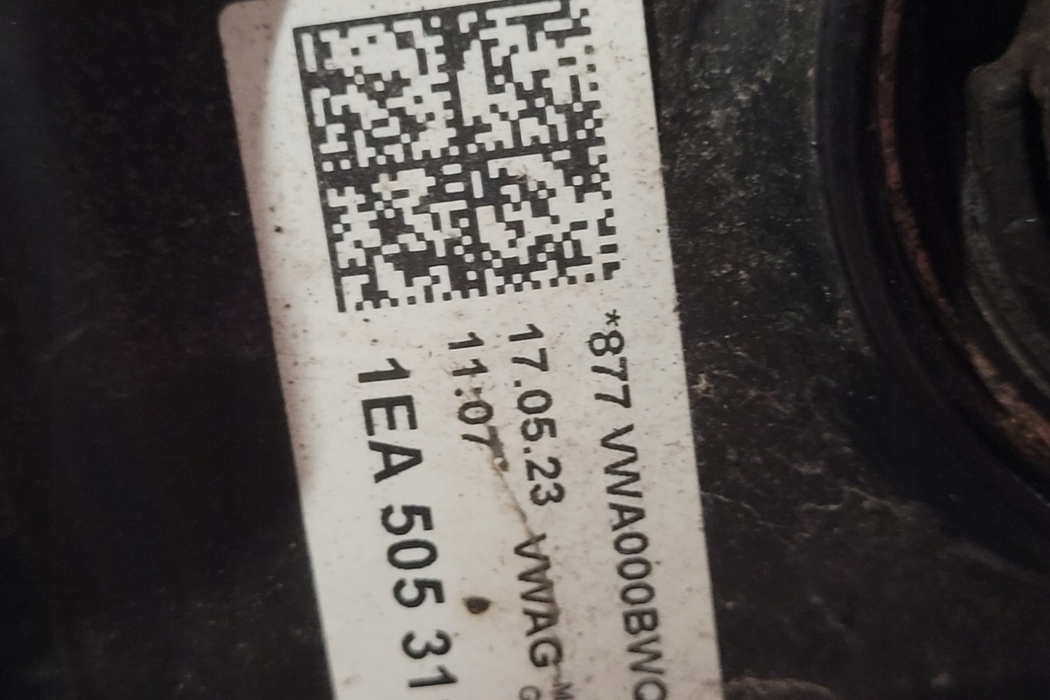 *877 VWA000BWC
17.05.23 VWAG
11:07
1EA 505 31